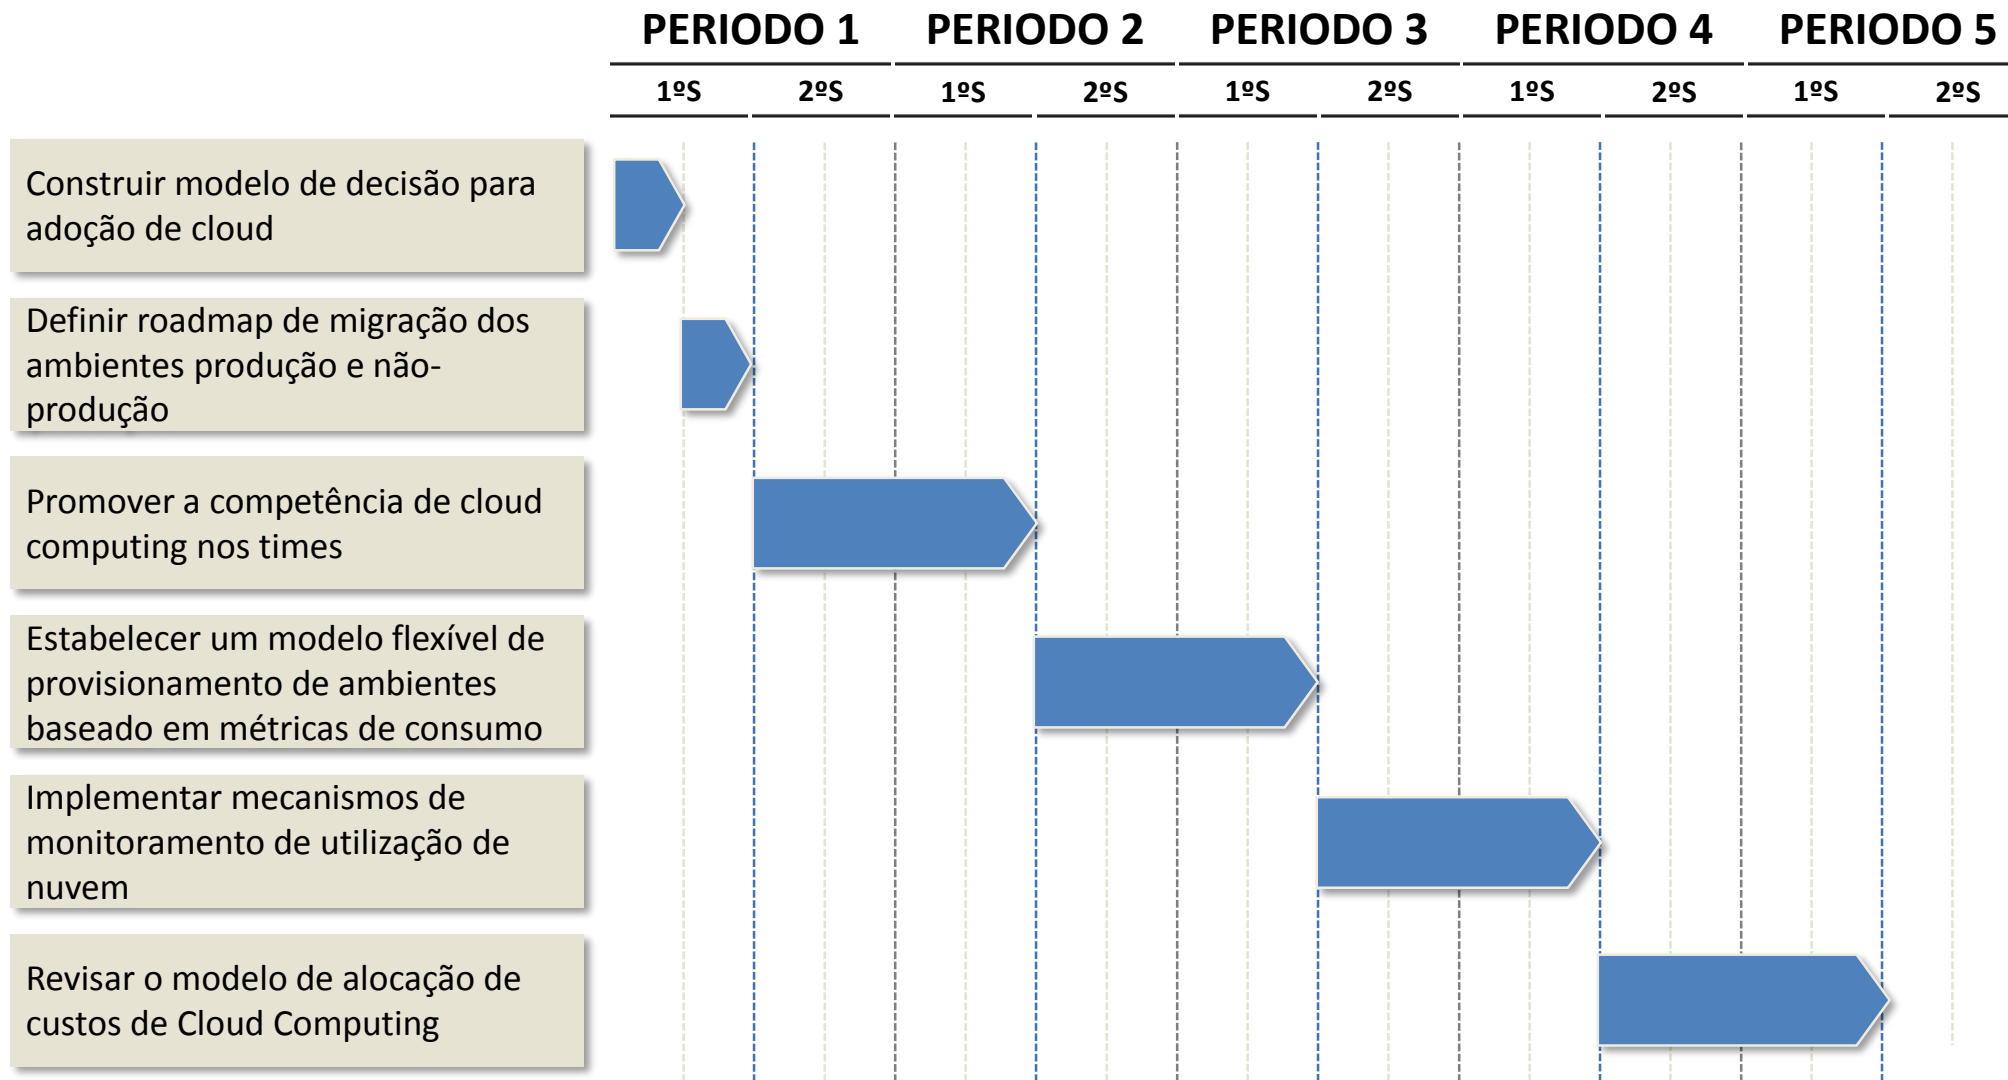 PERIODO 1 PERIODO 2 PERIODO 3 PERIODO 4 PERIODO 5
1ºS 2ºS 1ºS 2ºS 1ºS 2ºS 1ºS 2ºS 1ºS 2ºS
Construir modelo de decisão para
adoção de cloud
Definir roadmap de migração dos
ambientes produção e não-
produção
Promover a competência de cloud
computing nos times
Estabelecer um modelo flexível de
provisionamento de ambientes
baseado em métricas de consumo
Implementar mecanismos de
monitoramento de utilização de
nuvem
Revisar o modelo de alocação de
custos de Cloud Computing